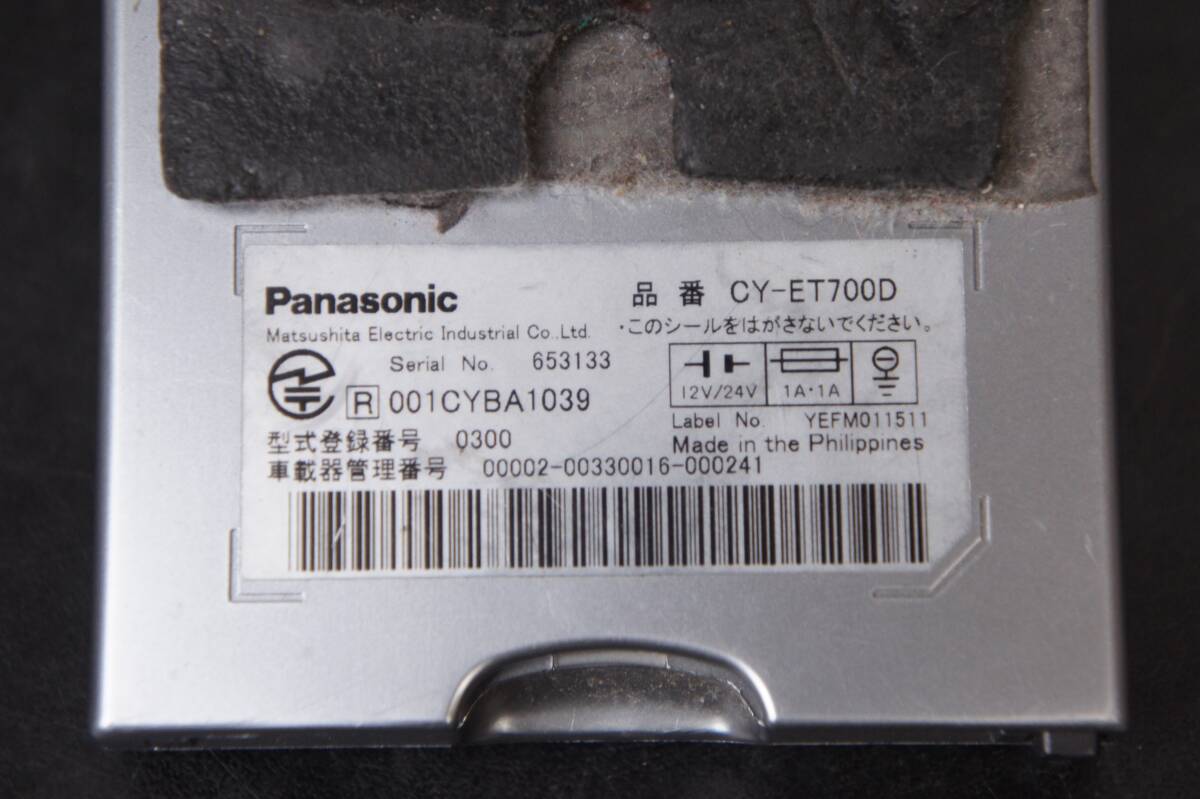 Panasonic
品番 CY-ET700D
Matsushita Electric Industrial Co.,Ltd.
・このシールをはがさないでください。
Serial No. 653133
12V/24V 1A・1A
R 001CYBA1039
Label No. YEFM011511
型式登録番号 0300
Made in the Philippines
車載器管理番号 00002-00330016-000241